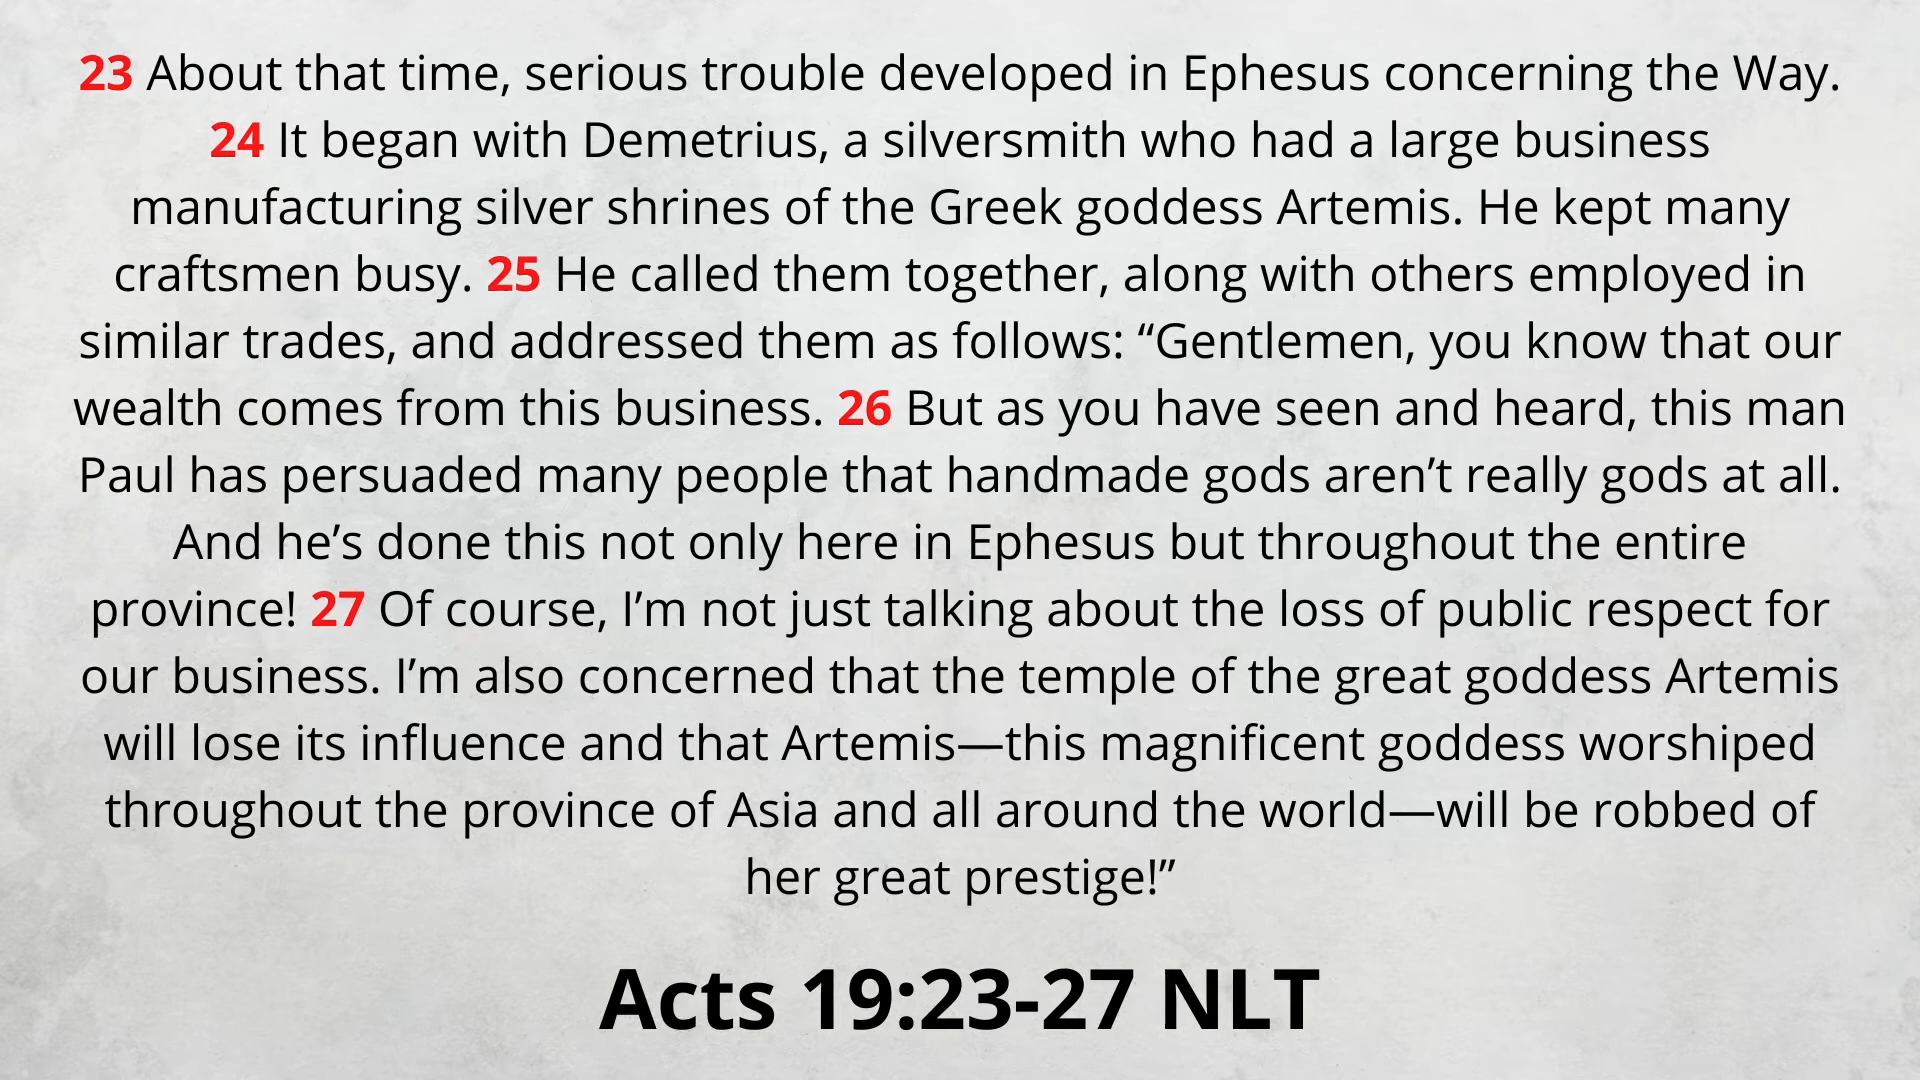 23 About that time, serious trouble developed in Ephesus concerning the Way.
24 It began with Demetrius, a silversmith who had a large business
manufacturing silver shrines of the Greek goddess Artemis. He kept many
craftsmen busy. 25 He called them together, along with others employed in
similar trades, and addressed them as follows: “Gentlemen, you know that our
wealth comes from this business. 26 But as you have seen and heard, this man
Paul has persuaded many people that handmade gods aren’t really gods at all.
And he’s done this not only here in Ephesus but throughout the entire
province! 27 Of course, I’m not just talking about the loss of public respect for
our business. I’m also concerned that the temple of the great goddess Artemis
will lose its influence and that Artemis—this magnificent goddess worshiped
throughout the province of Asia and all around the world—will be robbed of
her great prestige!”
Acts 19:23-27 NLT